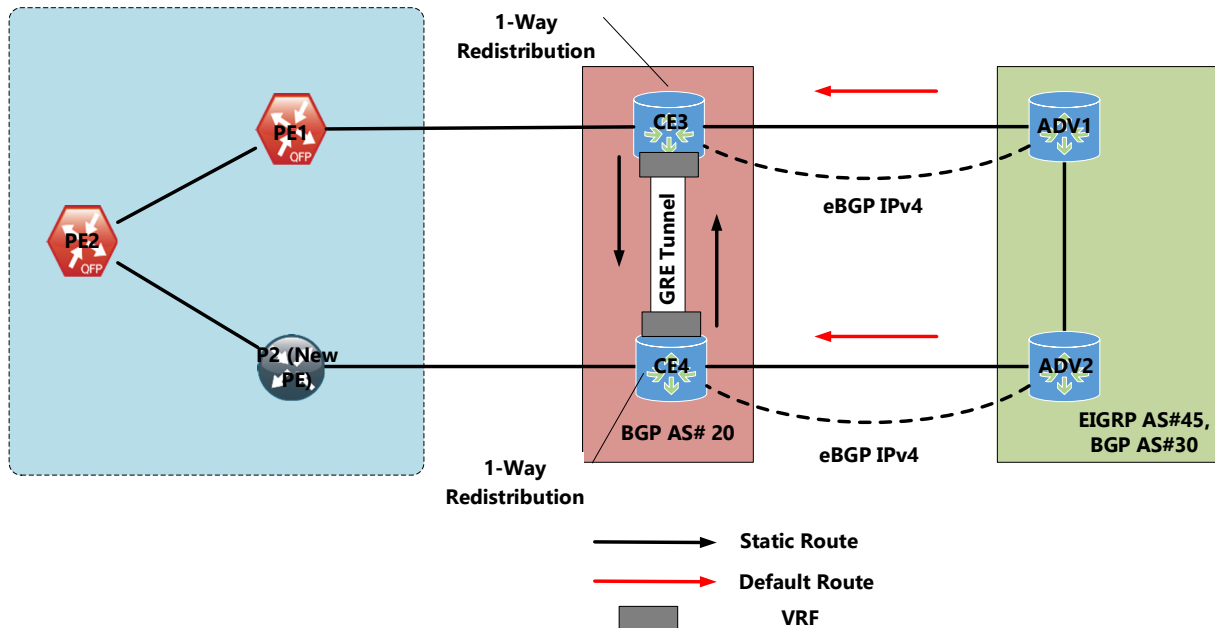 1-Way
Redistribution
PE1
QFP
CE3
ADV1
eBGP IPv4
PE2
QFP
GRE Tunnel
P2 (New
PE)
CE4
ADV2
BGP AS# 20
eBGP IPv4
EIGRP AS#45,
BGP AS#30
1-Way
Redistribution
Static Route
Default Route
VRF